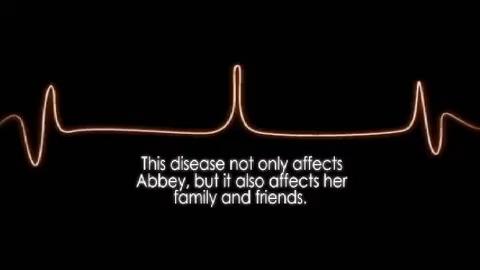 This disease not only affects
Abbey, but it also affects her
family and friends.